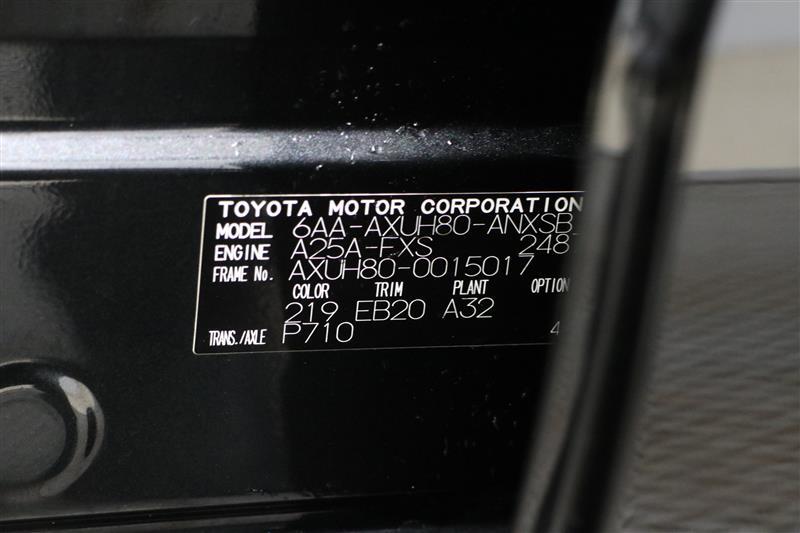 TOYOTA MOTOR CORPORATION
MODEL 6AA-AXUH80-ANXSB
ENGINE A25A-FXS 248
FRAME No. AXUH80-0015017
COLOR TRIM PLANT OPTION
219 EB20 A32
TRANS./AXLE P710 4